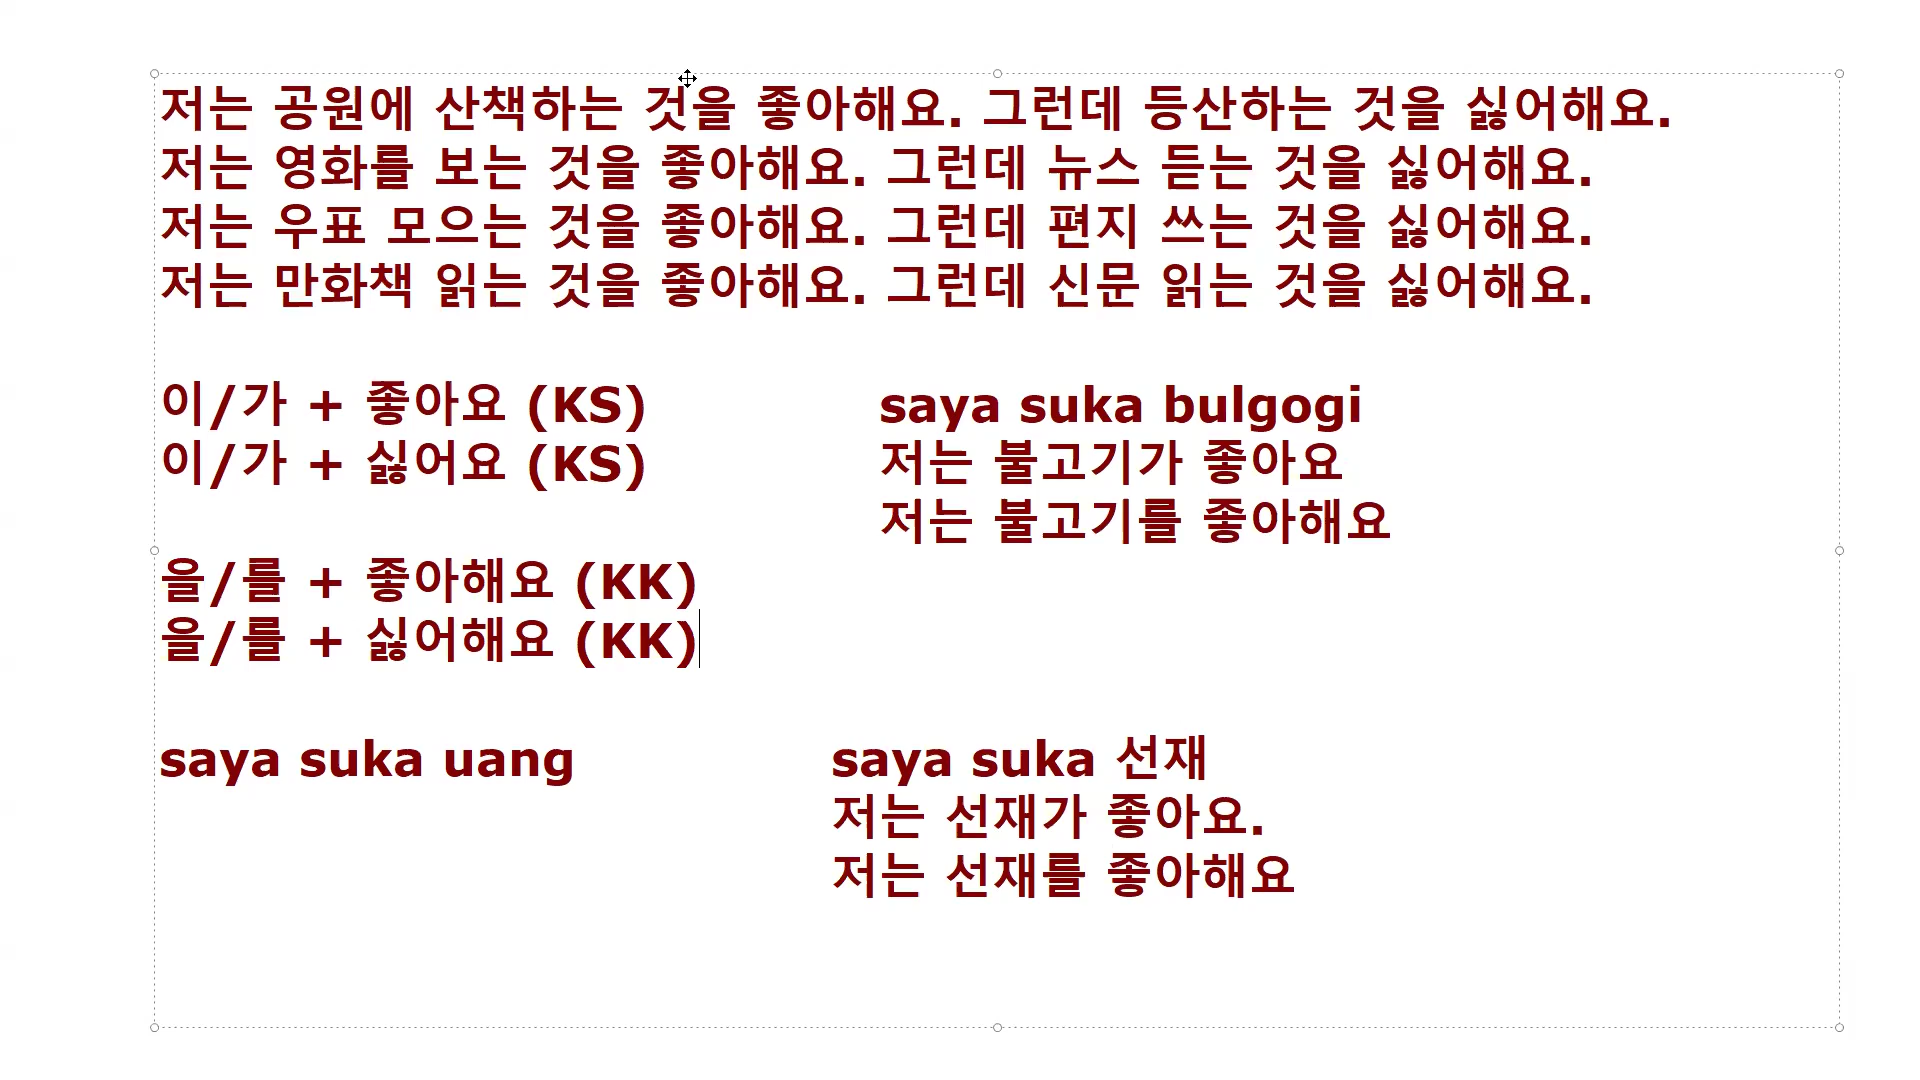 저는 공원에 산책하는 것을 좋아해요. 그런데 등산하는 것을 싫어해요.
저는 영화를 보는 것을 좋아해요. 그런데 뉴스 듣는 것을 싫어해요.
저는 우표 모으는 것을 좋아해요. 그런데 편지 쓰는 것을 싫어해요.
저는 만화책 읽는 것을 좋아해요. 그런데 신문 읽는 것을 싫어해요.
이/가 + 좋아요 (KS)
이/가 + 싫어요 (KS)
을/를 + 좋아해요 (KK)
을/를 + 싫어해요 (KK)
saya suka bulgogi
저는 불고기가 좋아요
저는 불고기를 좋아해요
saya suka uang
saya suka 선재
저는 선재가 좋아요.
저는 선재를 좋아해요